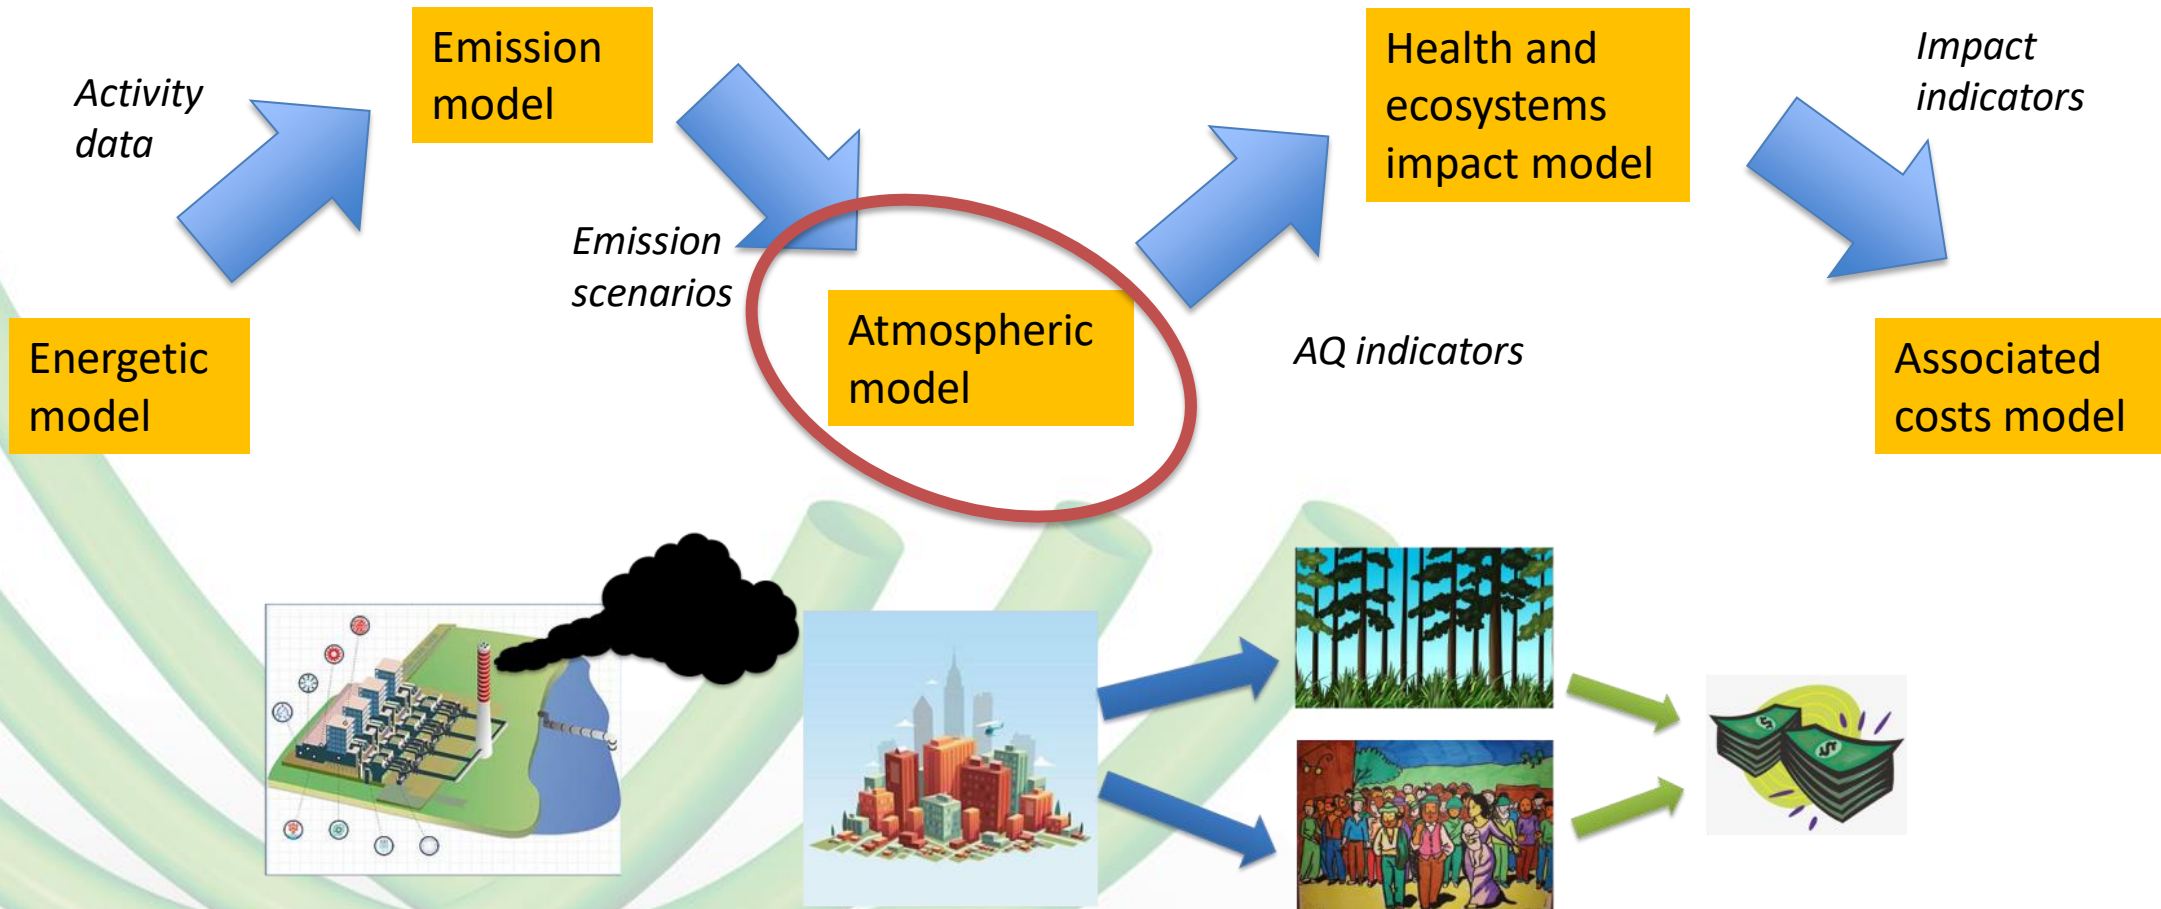 Activity
data
Emission
model
Health and
ecosystems
impact model
Impact
indicators
Emission
scenarios
Energetic
model
Atmospheric
model
AQ indicators
Associated
costs model